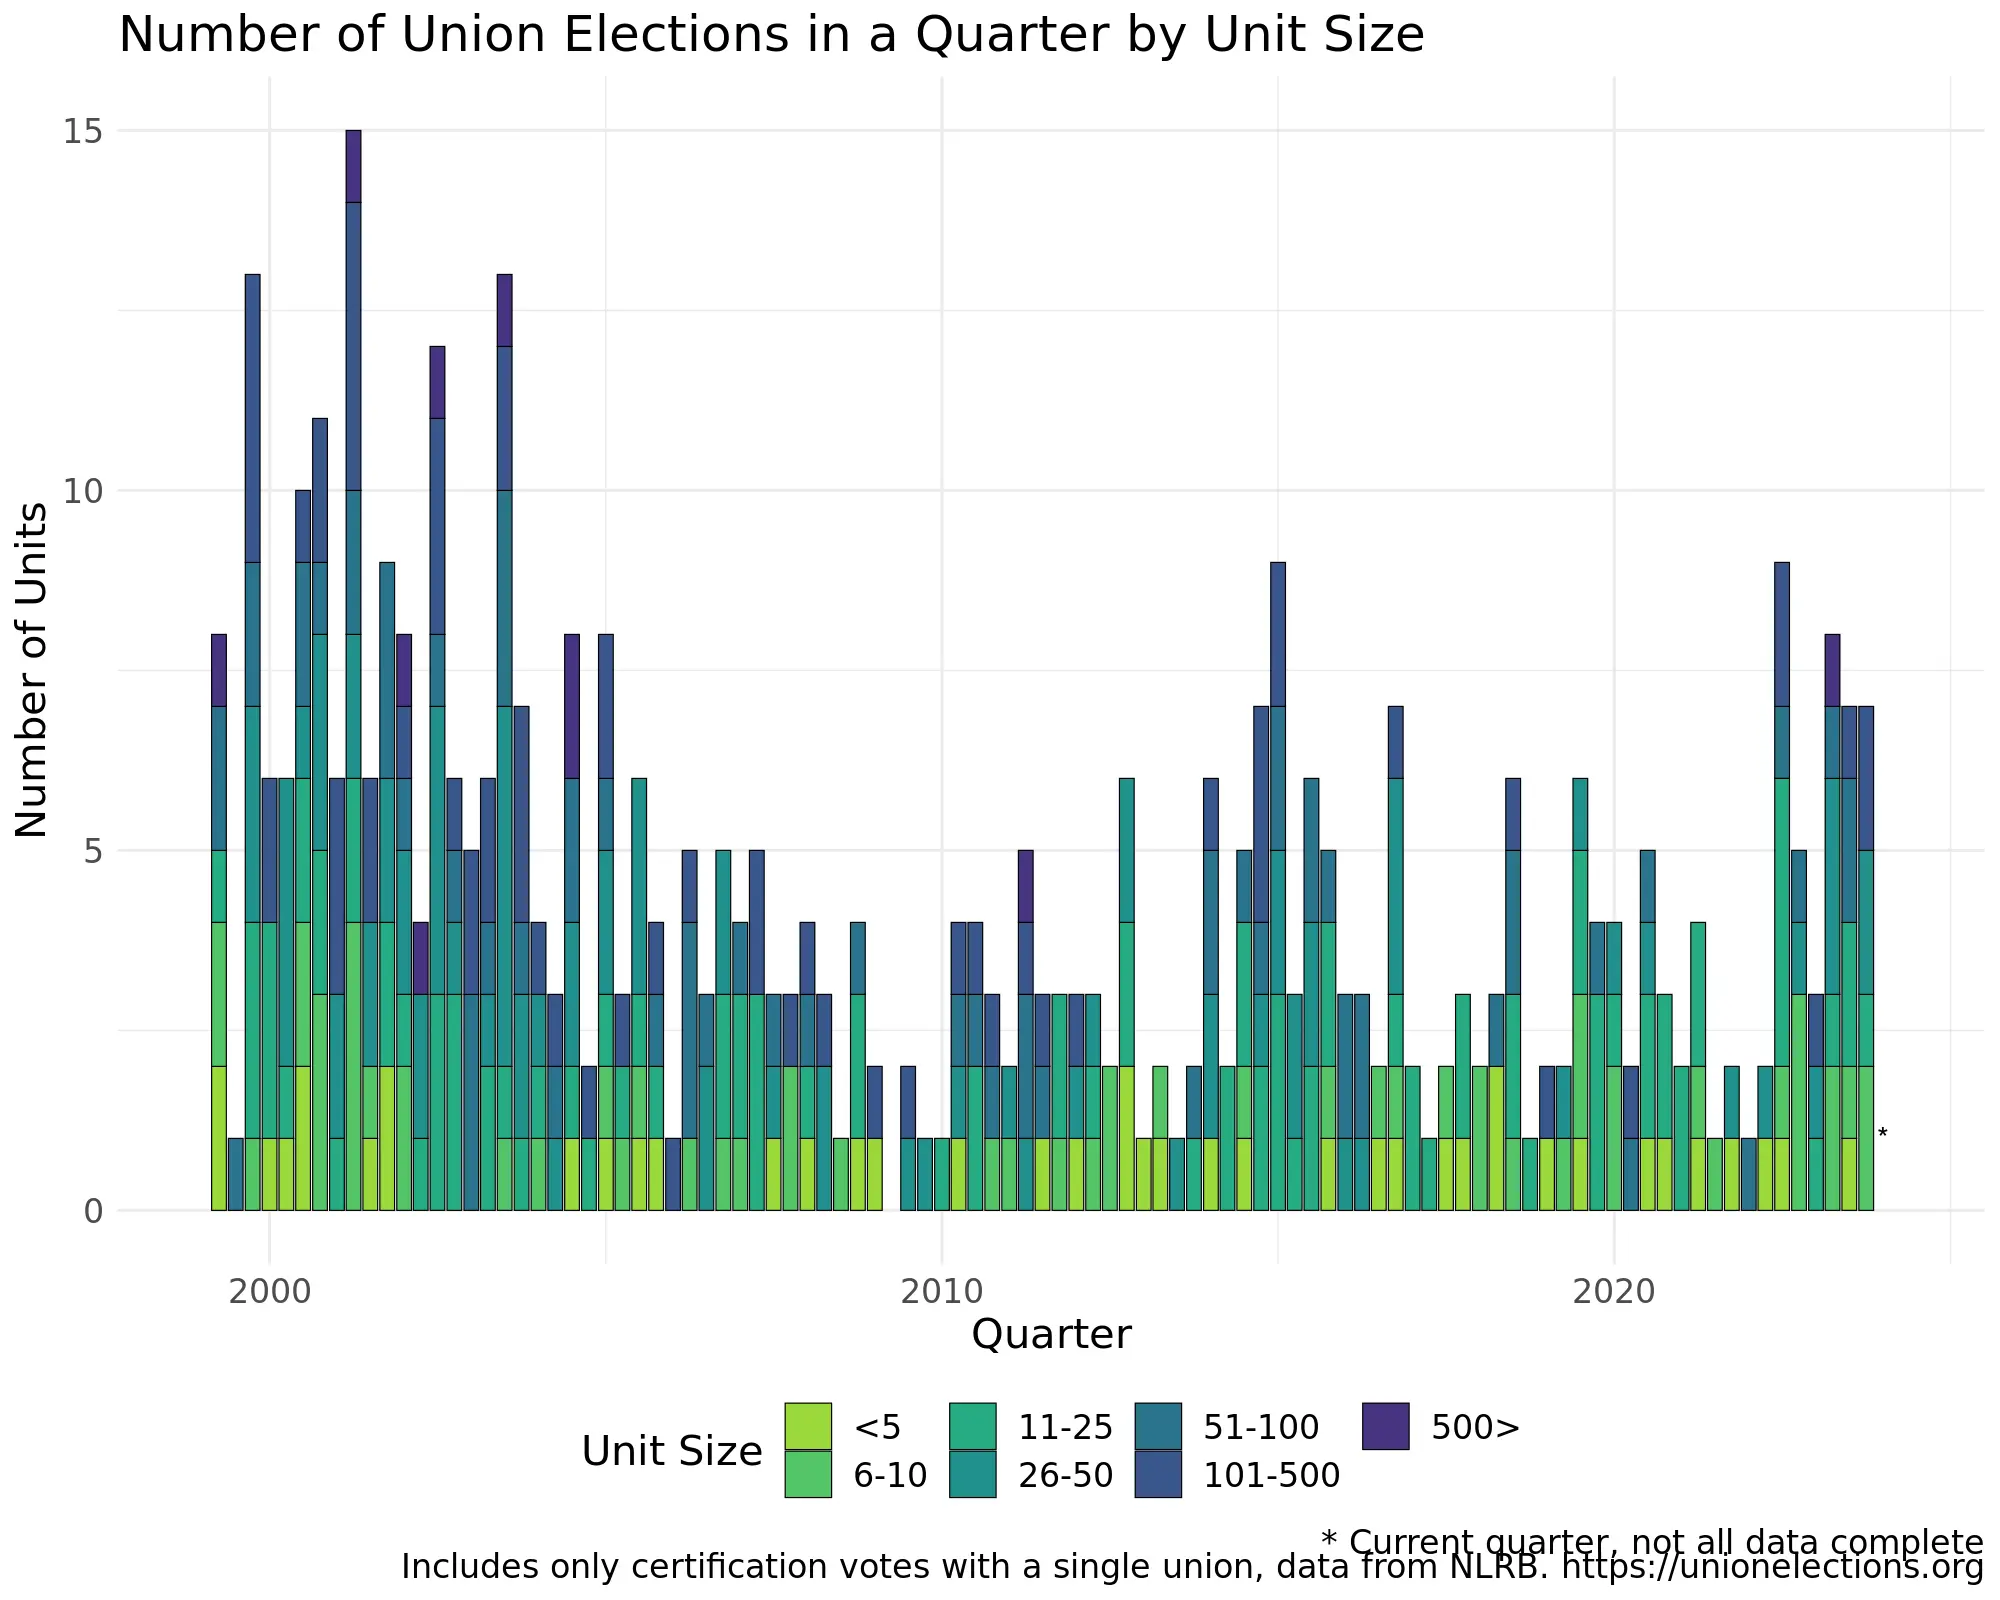 Number of Union Elections in a Quarter by Unit Size
Number of Units
15
10
5
0
*
2000 2010 2020
Quarter
Unit Size
<5 11-25 51-100 500>
6-10 26-50 101-500
* Current quarter, not all data complete
Includes only certification votes with a single union, data from NLRB. https://unionelections.org